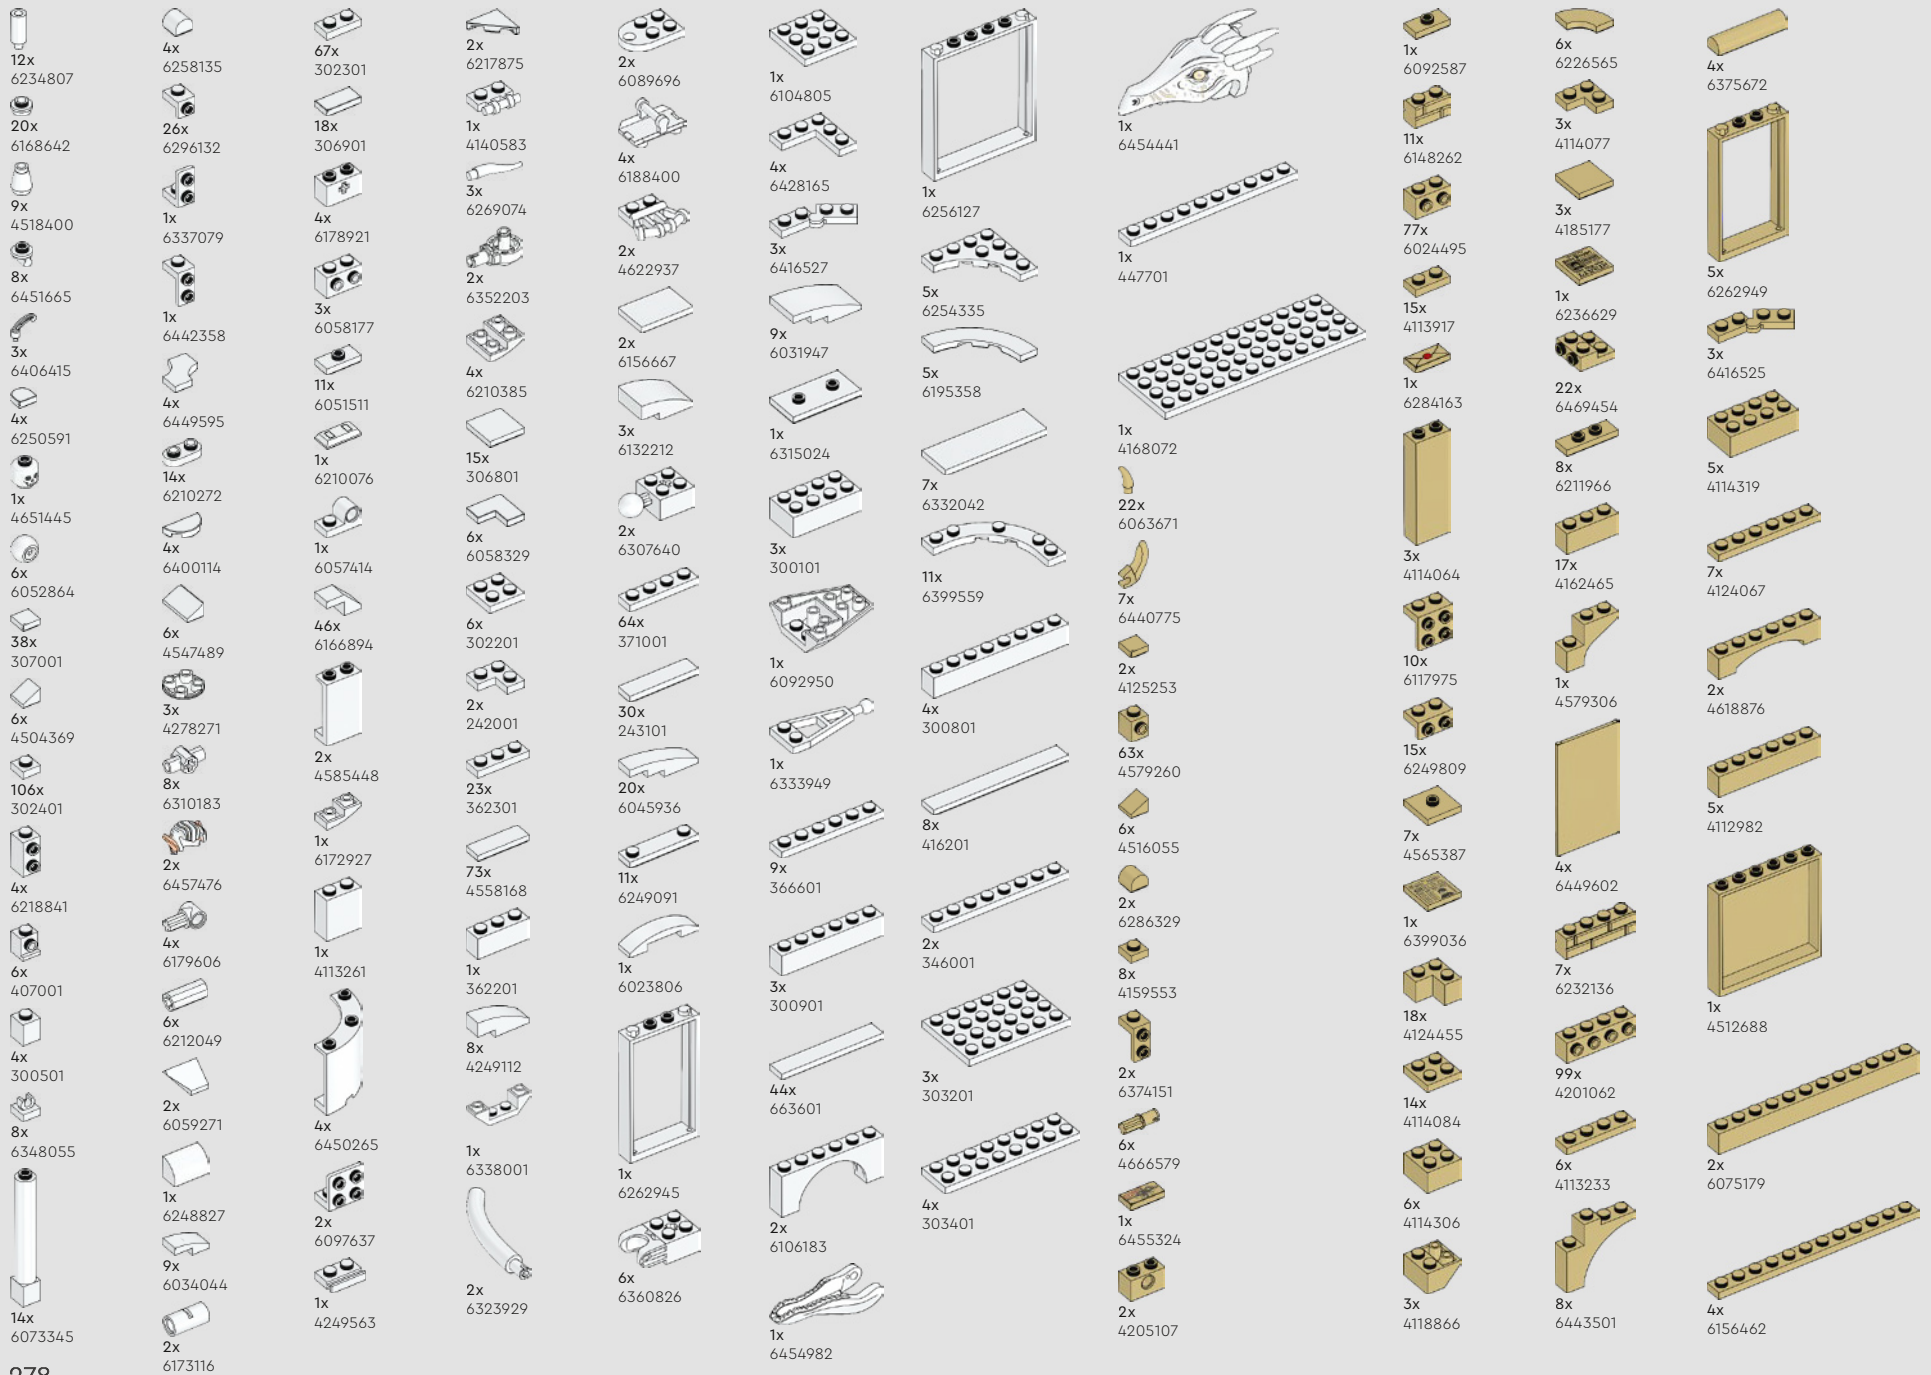 12x
6234807
20x
6168642
9x
4518400
8x
6451665
3x
6406415
4x
6250591
1x
4651445
6x
6052864
38x
307001
6x
4504369
106x
302401
4x
6218841
6x
407001
4x
300501
8x
6348055
14x
6073345
4x
6258135
26x
6296132
1x
6337079
1x
6442358
4x
6449595
14x
6210272
4x
6400114
6x
4547489
3x
4278271
8x
6310183
2x
6457476
4x
6179606
6x
6212049
2x
6059271
1x
6248827
9x
6034044
2x
6173116
67x
302301
18x
306901
4x
6178921
3x
6058177
11x
6051511
1x
6210076
1x
6057414
46x
6166894
2x
4585448
1x
6172927
1x
4113261
4x
6450265
2x
6097637
1x
4249563
2x
6217875
1x
4140583
3x
6269074
2x
6352203
4x
6210385
15x
306801
6x
6058329
6x
302201
2x
242001
23x
362301
73x
4558168
1x
362201
8x
4249112
1x
6338001
2x
6323929
2x
6089696
4x
6188400
2x
4622937
2x
6156667
3x
6132212
2x
6307640
64x
371001
30x
243101
20x
6045936
11x
6249091
1x
6023806
1x
6262945
6x
6360826
1x
6104805
4x
6428165
3x
6416527
9x
6031947
1x
6315024
3x
300101
1x
6092950
1x
6333949
9x
366601
3x
300901
44x
663601
2x
6106183
1x
6454982
1x
6256127
5x
6254335
5x
6195358
7x
6332042
11x
6399559
4x
300801
8x
416201
2x
346001
3x
303201
4x
303401
1x
6454441
1x
447701
1x
4168072
22x
6063671
7x
6440775
2x
4125253
63x
4579260
6x
4516055
2x
6286329
8x
4159553
2x
6374151
6x
4666579
1x
6455324
2x
4205107
1x
6092587
11x
6148262
77x
6024495
15x
4113917
1x
6284163
3x
4114064
10x
6117975
15x
6249809
7x
4565387
1x
6399036
18x
4124455
14x
4114084
6x
4114306
3x
4118866
6x
6226565
3x
4114077
3x
4185177
1x
6236629
22x
6469454
8x
6211966
17x
4162465
1x
4579306
4x
6449602
7x
6232136
99x
4201062
6x
4113233
8x
6443501
4x
6375672
5x
6262949
3x
6416525
5x
4114319
7x
4124067
2x
4618876
5x
4112982
1x
4512688
2x
6075179
4x
6156462
278